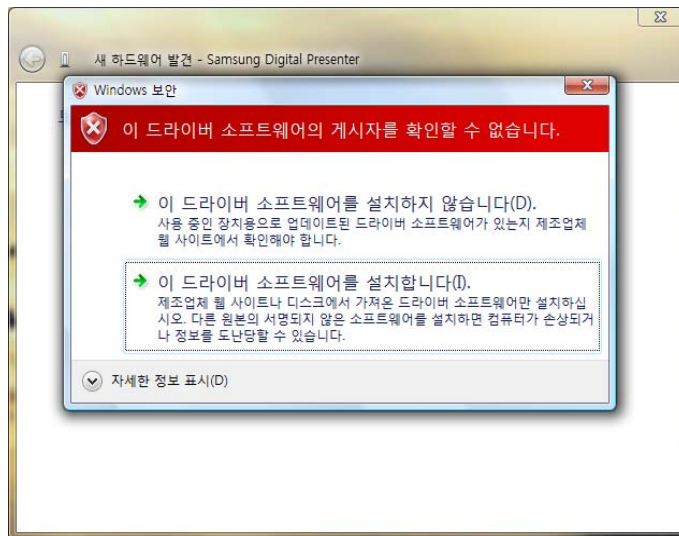 새 하드웨어 발견 - Samsung Digital Presenter
Windows 보안
이 드라이버 소프트웨어의 게시자를 확인할 수 없습니다.
이 드라이버 소프트웨어를 설치하지 않습니다(D).
사용 중인 장치용으로 업데이트된 드라이버 소프트웨어가 있는지 제조업체
웹 사이트에서 확인해야 합니다.
이 드라이버 소프트웨어를 설치합니다(I).
제조업체 웹 사이트나 디스크에서 가져온 드라이버 소프트웨어만 설치하십
시오. 다른 원본의 서명되지 않은 소프트웨어를 설치하면 컴퓨터가 손상되거
나 정보를 도난당할 수 있습니다.
자세한 정보 표시(D)